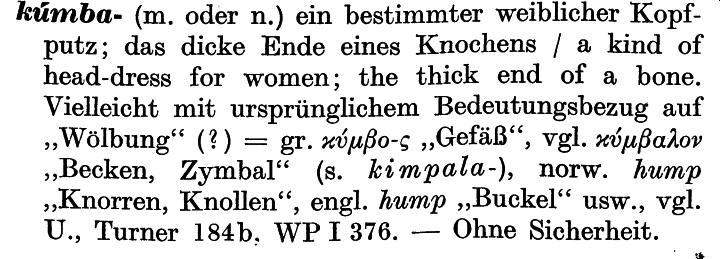 kúmba- (m. oder n.) ein bestimmter weiblicher Kopf-
putz; das dicke Ende eines Knochens / a kind of
head-dress for women; the thick end of a bone.
Vielleicht mit ursprünglichem Bedeutungsbezug auf
„Wölbung“ (?) = gr. κύμβο-ς „Gefäß“, vgl. κύμβαλον
„Becken, Zymbal“ (s. kimpala-), norw. hump
„Knorren, Knollen“, engl. hump „Buckel“ usw., vgl.
U., Turner 184b, WP I 376. — Ohne Sicherheit.